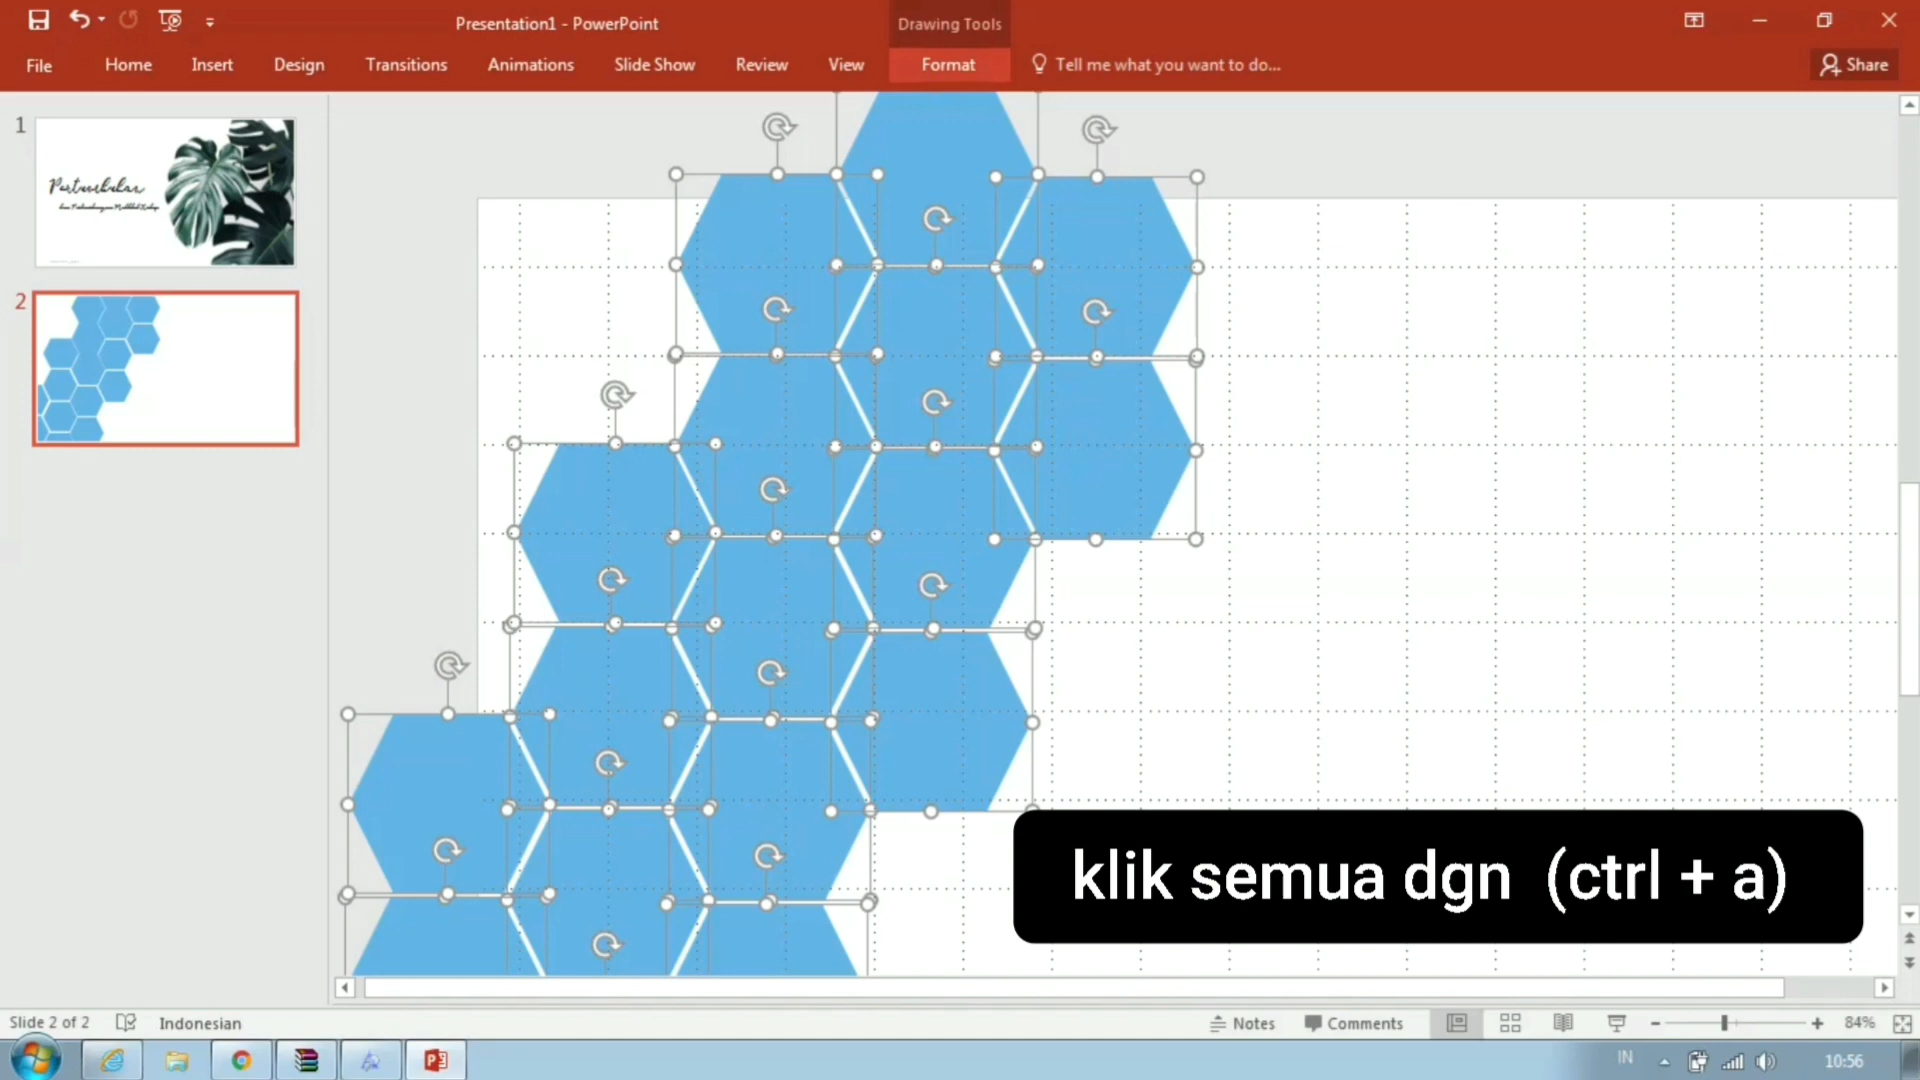 Presentation1 - PowerPoint
Drawing Tools
File
Home
Insert
Design
Transitions
Animations
Slide Show
Review
View
Format
Tell me what you want to do...
Share
1
2
klik semua dgn (ctrl + a)
Slide 2 of 2
Indonesian
Notes
Comments
84%
IN
10:56